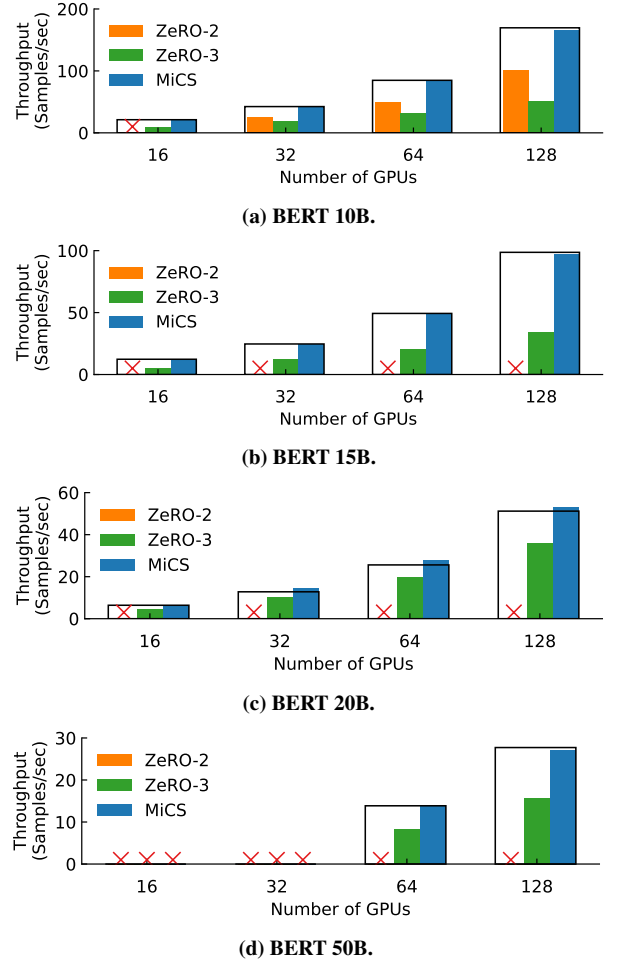 Throughput
(Samples/sec)
200
100
0
ZeRO-2
ZeRO-3
MiCS
16 32 64 128
Number of GPUs
(a) BERT 10B.
Throughput
(Samples/sec)
100
50
0
ZeRO-2
ZeRO-3
MiCS
16 32 64 128
Number of GPUs
(b) BERT 15B.
Throughput
(Samples/sec)
60
40
20
0
ZeRO-2
ZeRO-3
MiCS
16 32 64 128
Number of GPUs
(c) BERT 20B.
Throughput
(Samples/sec)
30
20
10
0
ZeRO-2
ZeRO-3
MiCS
16 32 64 128
Number of GPUs
(d) BERT 50B.